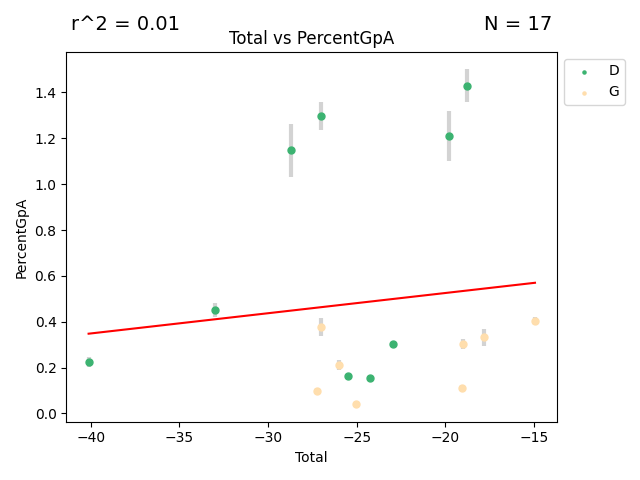 r^2 = 0.01
N = 17
Total vs PercentGpA
D
G
PercentGpA
1.4
1.2
1.0
0.8
0.6
0.4
0.2
0.0
−40
−35
−30
−25
−20
−15
Total